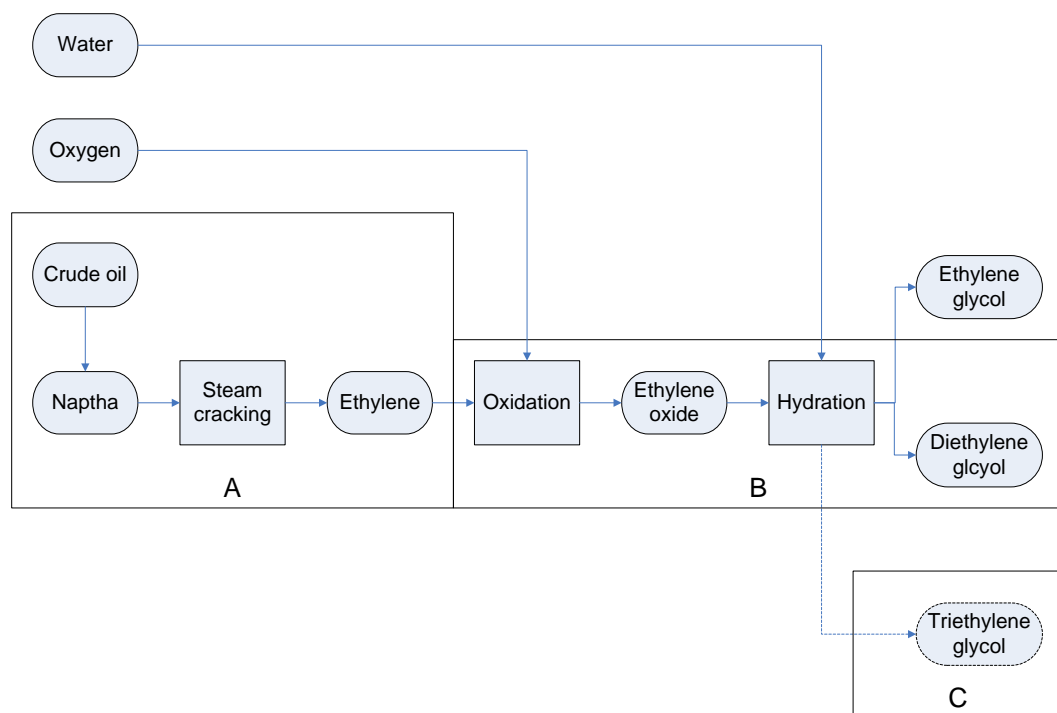 Water
Oxygen
Crude oil
Naptha
Steam
cracking
Ethylene
A
Oxidation
Ethylene
oxide
Hydration
B
Ethylene
glycol
Diethylene
glcyol
Triethylene
glycol
C